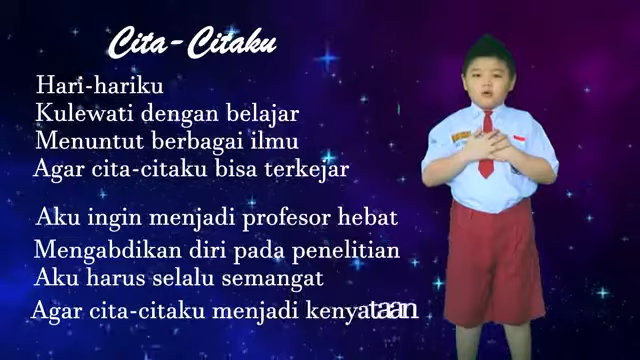 Cita-Citaku
Hari-hariku
Kulewati dengan belajar
Menuntut berbagai ilmu
Agar cita-citaku bisa terkejar
Aku ingin menjadi profesor hebat
Mengabdikan diri pada penelitian
Aku harus selalu semangat
Agar cita-citaku menjadi kenyataan